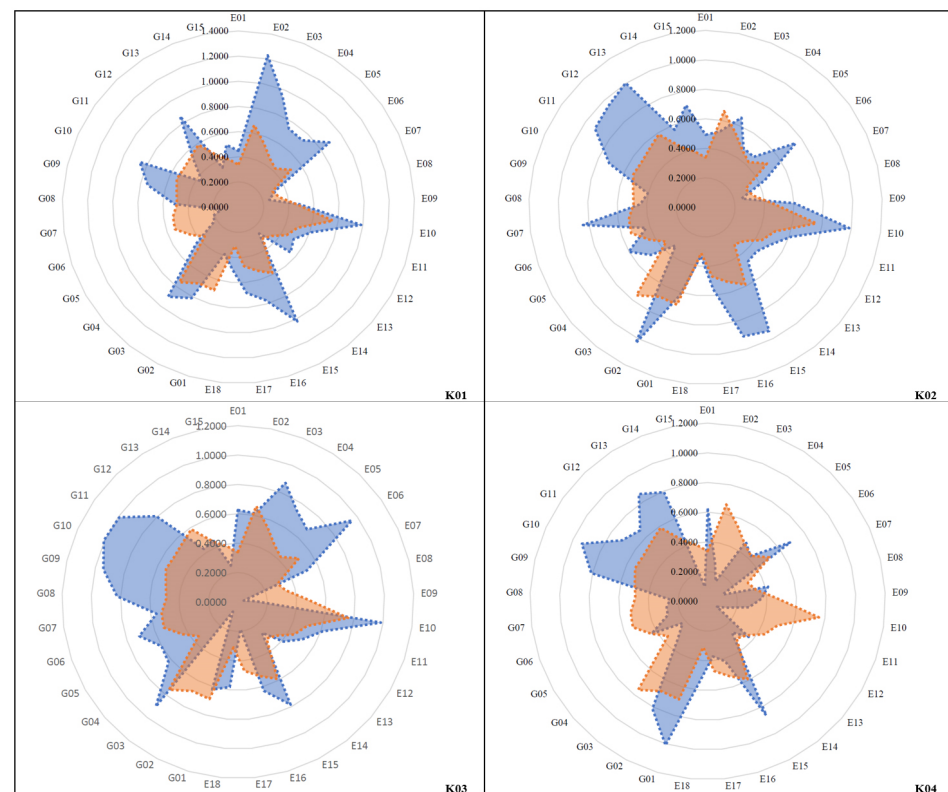 E01
E02
E03
E04
E05
E06
E07
E08
E09
E10
E11
E12
E13
E14
E15
E16
E17
E18
G01
G02
G03
G04
G05
G06
G07
G08
G09
G10
G11
G12
G13
G14
G15
1.4000
1.2000
1.0000
0.8000
0.6000
0.4000
0.2000
0.0000
K01
E01
E02
E03
E04
E05
E06
E07
E08
E09
E10
E11
E12
E13
E14
E15
E16
E17
E18
G01
G02
G03
G04
G05
G06
G07
G08
G09
G10
G11
G12
G13
G14
G15
1.2000
1.0000
0.8000
0.6000
0.4000
0.2000
0.0000
K02
E01
E02
E03
E04
E05
E06
E07
E08
E09
E10
E11
E12
E13
E14
E15
E16
E17
E18
G01
G02
G03
G04
G05
G06
G07
G08
G09
G10
G11
G12
G13
G14
G15
1.2000
1.0000
0.8000
0.6000
0.4000
0.2000
0.0000
K03
E01
E02
E03
E04
E05
E06
E07
E08
E09
E10
E11
E12
E13
E14
E15
E16
E17
E18
G01
G02
G03
G04
G05
G06
G07
G08
G09
G10
G11
G12
G13
G14
G15
1.2000
1.0000
0.8000
0.6000
0.4000
0.2000
0.0000
K04